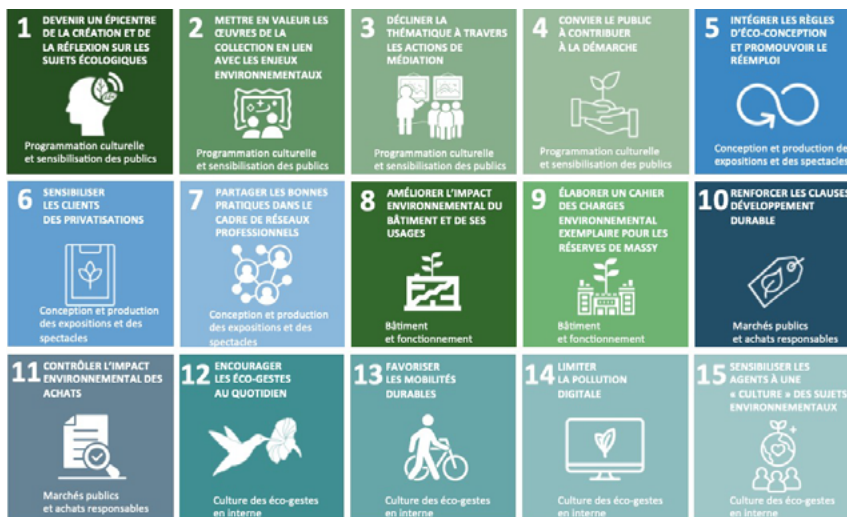 1 DEVENIR UN ÉPICENTRE
DE LA CRÉATION ET DE
LA RÉFLEXION SUR LES
SUJETS ÉCOLOGIQUES
Programmation culturelle
et sensibilisation des publics
2 METTRE EN VALEUR LES
ŒUVRES DE LA
COLLECTION EN LIEN
AVEC LES ENJEUX
ENVIRONNEMENTAUX
Programmation culturelle
et sensibilisation des publics
3 DÉCLINER LA
THÉMATIQUE À TRAVERS
LES ACTIONS DE
MÉDIATION
Programmation culturelle
et sensibilisation des publics
4 CONVIER LE PUBLIC
À CONTRIBUER
À LA DÉMARCHE
Programmation culturelle
et sensibilisation des publics
5 INTÉGRER LES RÈGLES
D'ÉCO-CONCEPTION
ET PROMOUVOIR LE
RÉEMPLOI
Conception et production des
expositions et des spectacles
6 SENSIBILISER
LES CLIENTS
DES PRIVATISATIONS
Conception et production
des expositions et des
spectacles
7 PARTAGER LES BONNES
PRATIQUES DANS LE
CADRE DE RÉSEAUX
PROFESSIONNELS
Conception et production
des expositions et des
spectacles
8 AMÉLIORER L'IMPACT
ENVIRONNEMENTAL DU
BÂTIMENT ET DE SES
USAGES
Bâtiment
et fonctionnement
9 ÉLABORER UN CAHIER
DES CHARGES
ENVIRONNEMENTAL
EXEMPLAIRE POUR LES
RÉSERVES DE MASSY
Bâtiment
et fonctionnement
10 RENFORCER LES CLAUSES
DÉVELOPPEMENT
DURABLE
Marchés publics
et achats responsables
11 CONTRÔLER L'IMPACT
ENVIRONNEMENTAL DES
ACHATS
Marchés publics
et achats responsables
12 ENCOURAGER
LES ÉCO-GESTES
AU QUOTIDIEN
Culture des éco-gestes
en interne
13 FAVORISER
LES MOBILITÉS
DURABLES
Culture des éco-gestes
en interne
14 LIMITER
LA POLLUTION
DIGITALE
Culture des éco-gestes
en interne
15 SENSIBILISER LES
AGENTS À UNE
« CULTURE » DES SUJETS
ENVIRONNEMENTAUX
Culture des éco-gestes
en interne